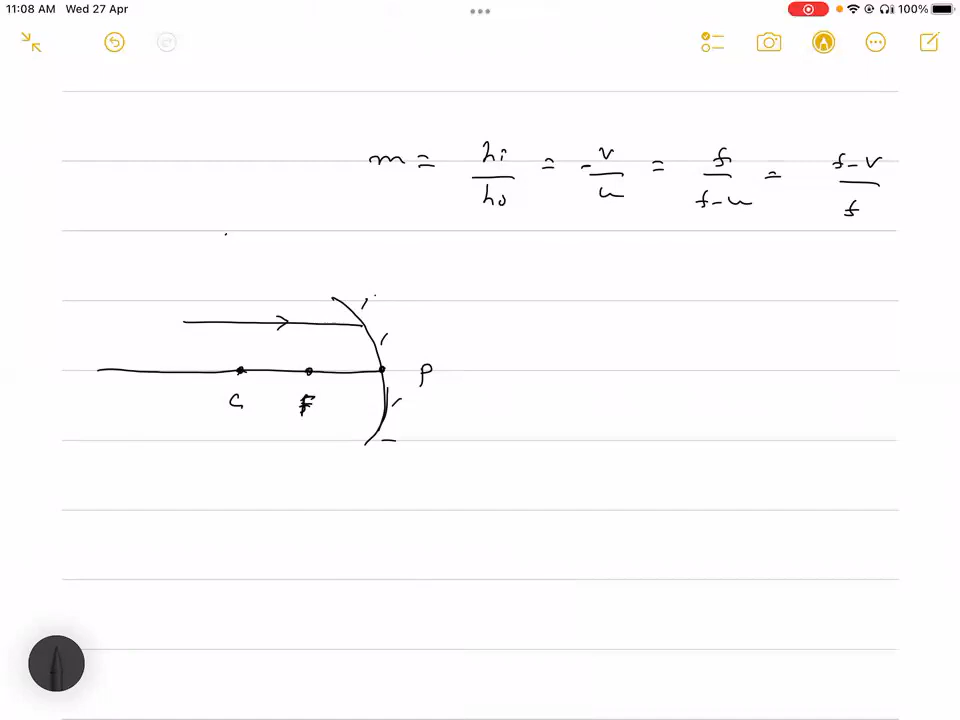 11:08 AM Wed 27 Apr 100%
m = hi/ho = -v/u = f/f-u = f-v/f
P
C F